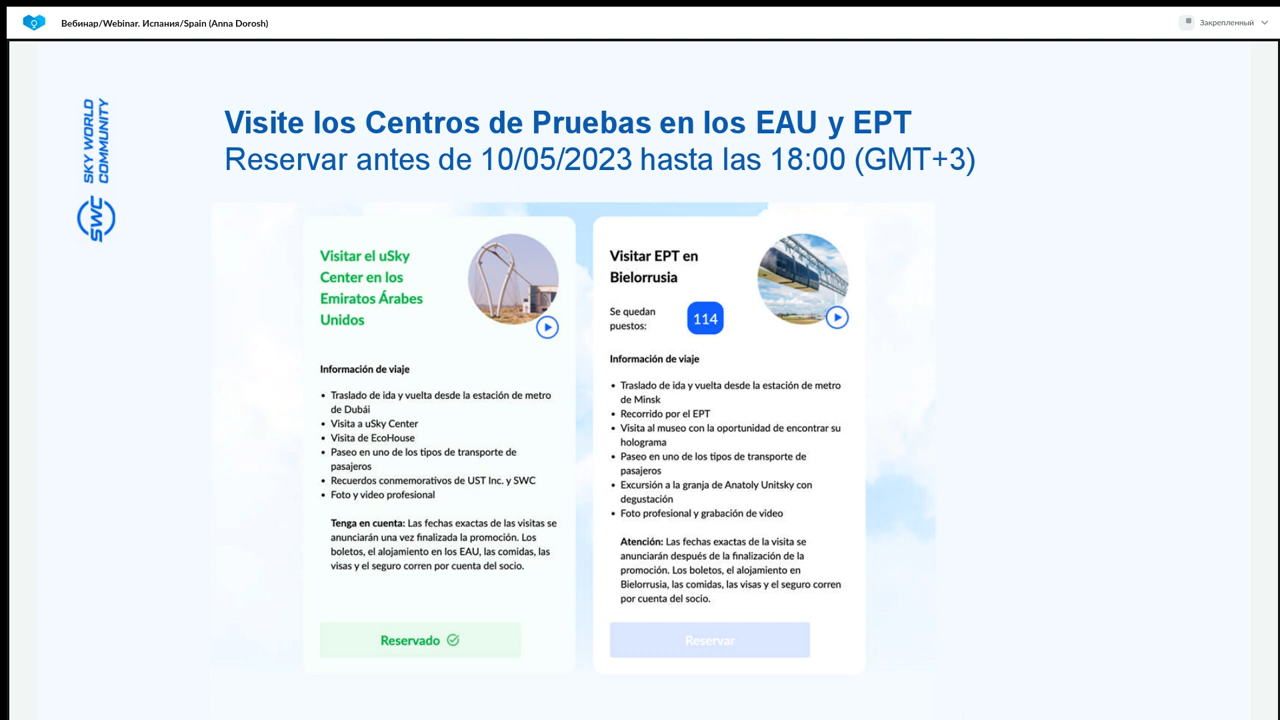 Вебинар/Webinar. Испания/Spain (Anna Dorosh)
Закрепленный
SKY WORLD
COMMUNITY
SWC
Visite los Centros de Pruebas en los EAU y EPT
Reservar antes de 10/05/2023 hasta las 18:00 (GMT+3)
Visitar el uSky
Center en los
Emiratos Árabes
Unidos
Información de viaje
• Traslado de ida y vuelta desde la estación de metro
de Dubái
• Visita a uSky Center
• Visita de EcoHouse
• Paseo en uno de los tipos de transporte de
pasajeros
• Recuerdos conmemorativos de UST Inc. y SWC
• Foto y video profesional
Tenga en cuenta: Las fechas exactas de las visitas se
anunciarán una vez finalizada la promoción. Los
boletos, el alojamiento en los EAU, las comidas, las
visas y el seguro corren por cuenta del socio.
Reservado
Visitar EPT en
Bielorrusia
Se quedan
puestos:
114
Información de viaje
• Traslado de ida y vuelta desde la estación de metro
de Minsk
• Recorrido por el EPT
• Visita al museo con la oportunidad de encontrar su
holograma
• Paseo en uno de los tipos de transporte de
pasajeros
• Excursión a la granja de Anatoly Unitsky con
degustación
• Foto profesional y grabación de video
Atención: Las fechas exactas de la visita se
anunciarán después de la finalización de la
promoción. Los boletos, el alojamiento en
Bielorrusia, las comidas, las visas y el seguro corren
por cuenta del socio.
Reservar